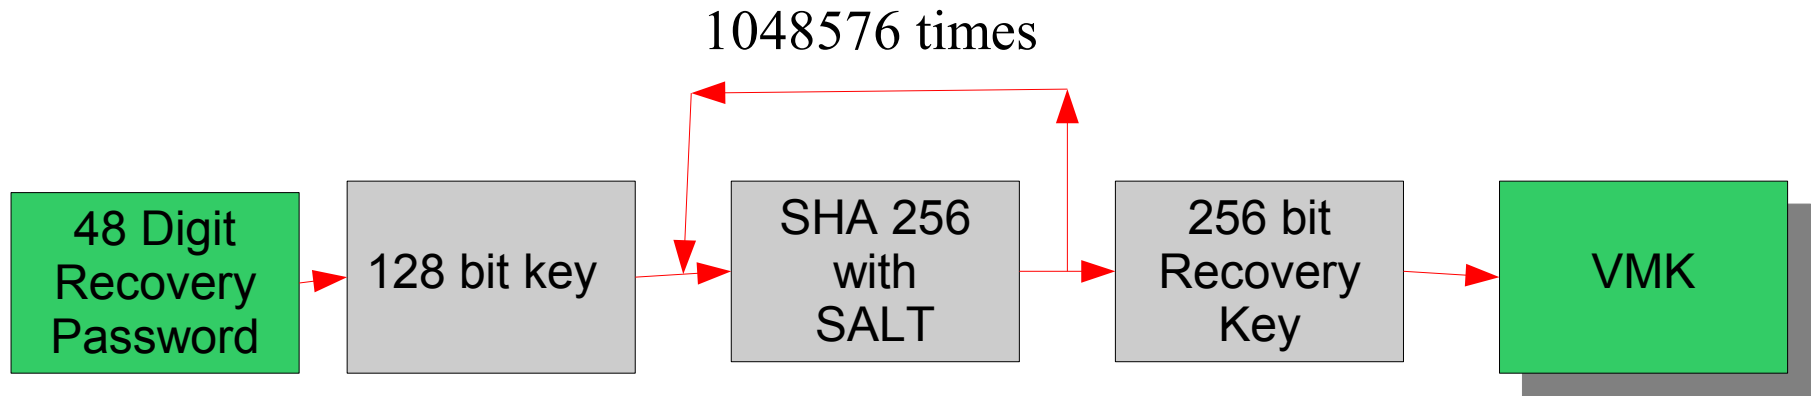 1048576 times
48 Digit
Recovery
Password
128 bit key
SHA 256
with
SALT
256 bit
Recovery
Key
VMK